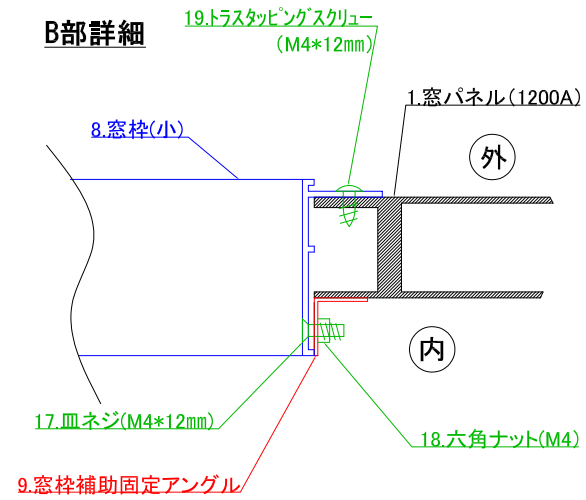 B部詳細
19.トラスタッピングスクリュー
(M4*12mm)
1.窓パネル(1200A)
8.窓枠(小)
外
内
17.皿ネジ(M4*12mm)
18.六角ナット(M4)
9.窓枠補助固定アングル